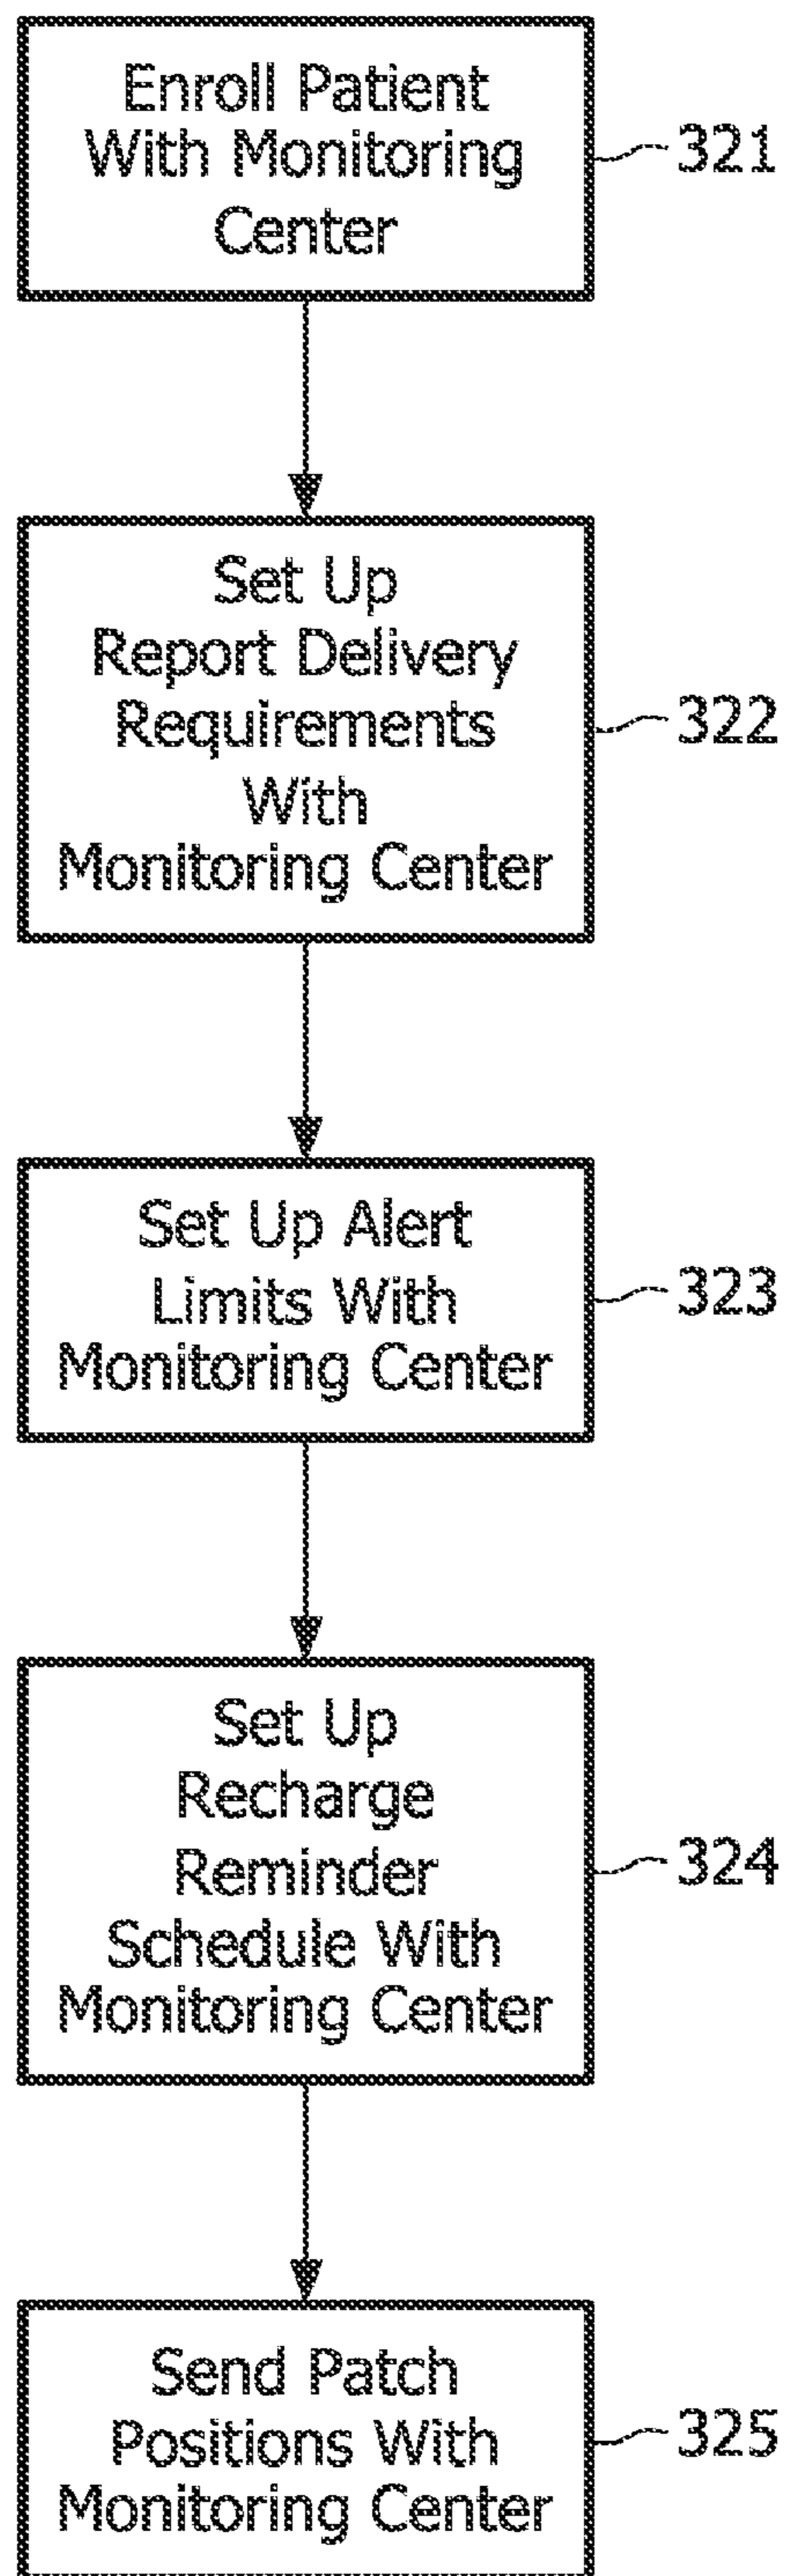 Enroll Patient
With Monitoring
Center
321
Set Up
Report Delivery
Requirements
With
Monitoring Center
322
Set Up Alert
Limits With
Monitoring Center
323
Set Up
Recharge
Reminder
Schedule With
Monitoring Center
324
Send Patch
Positions With
Monitoring Center
325